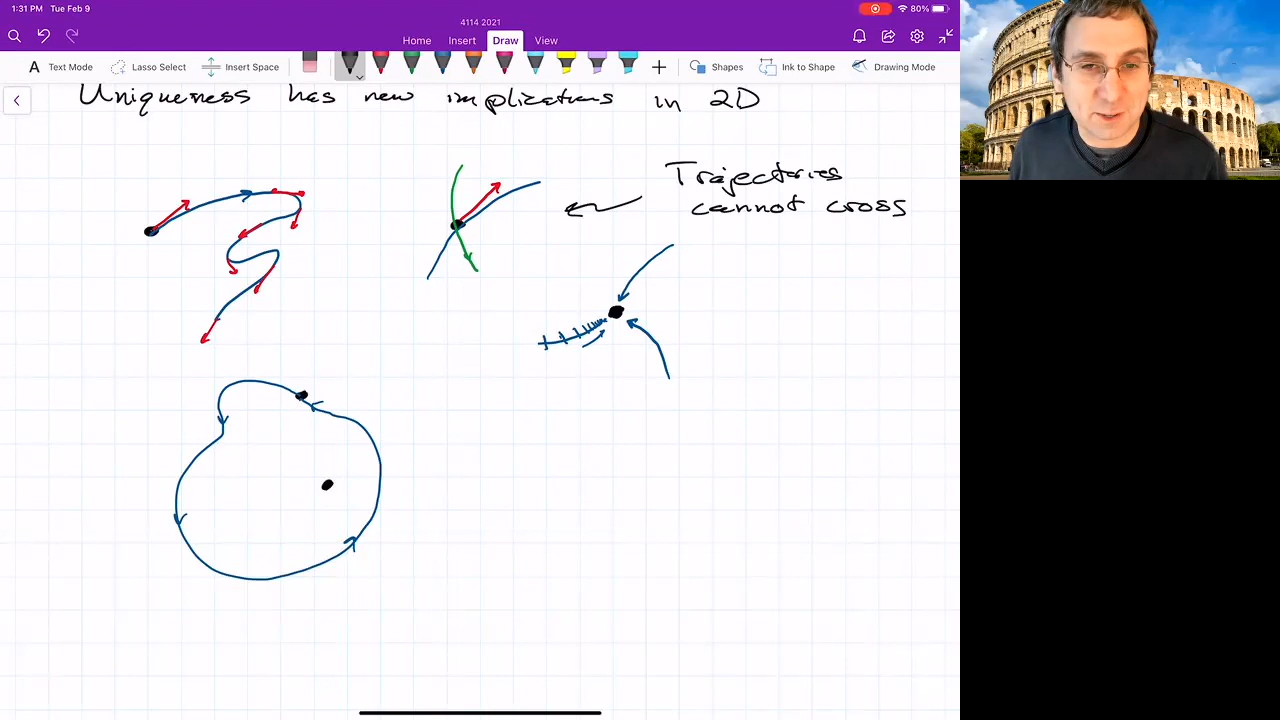 1:31 PM Tue Feb 9
80%
4114 2021
Home Insert Draw View
Text Mode Lasso Select Insert Space Shapes Ink to Shape Drawing Mode
Uniqueness has new implications in 2D
Trajectories
cannot cross